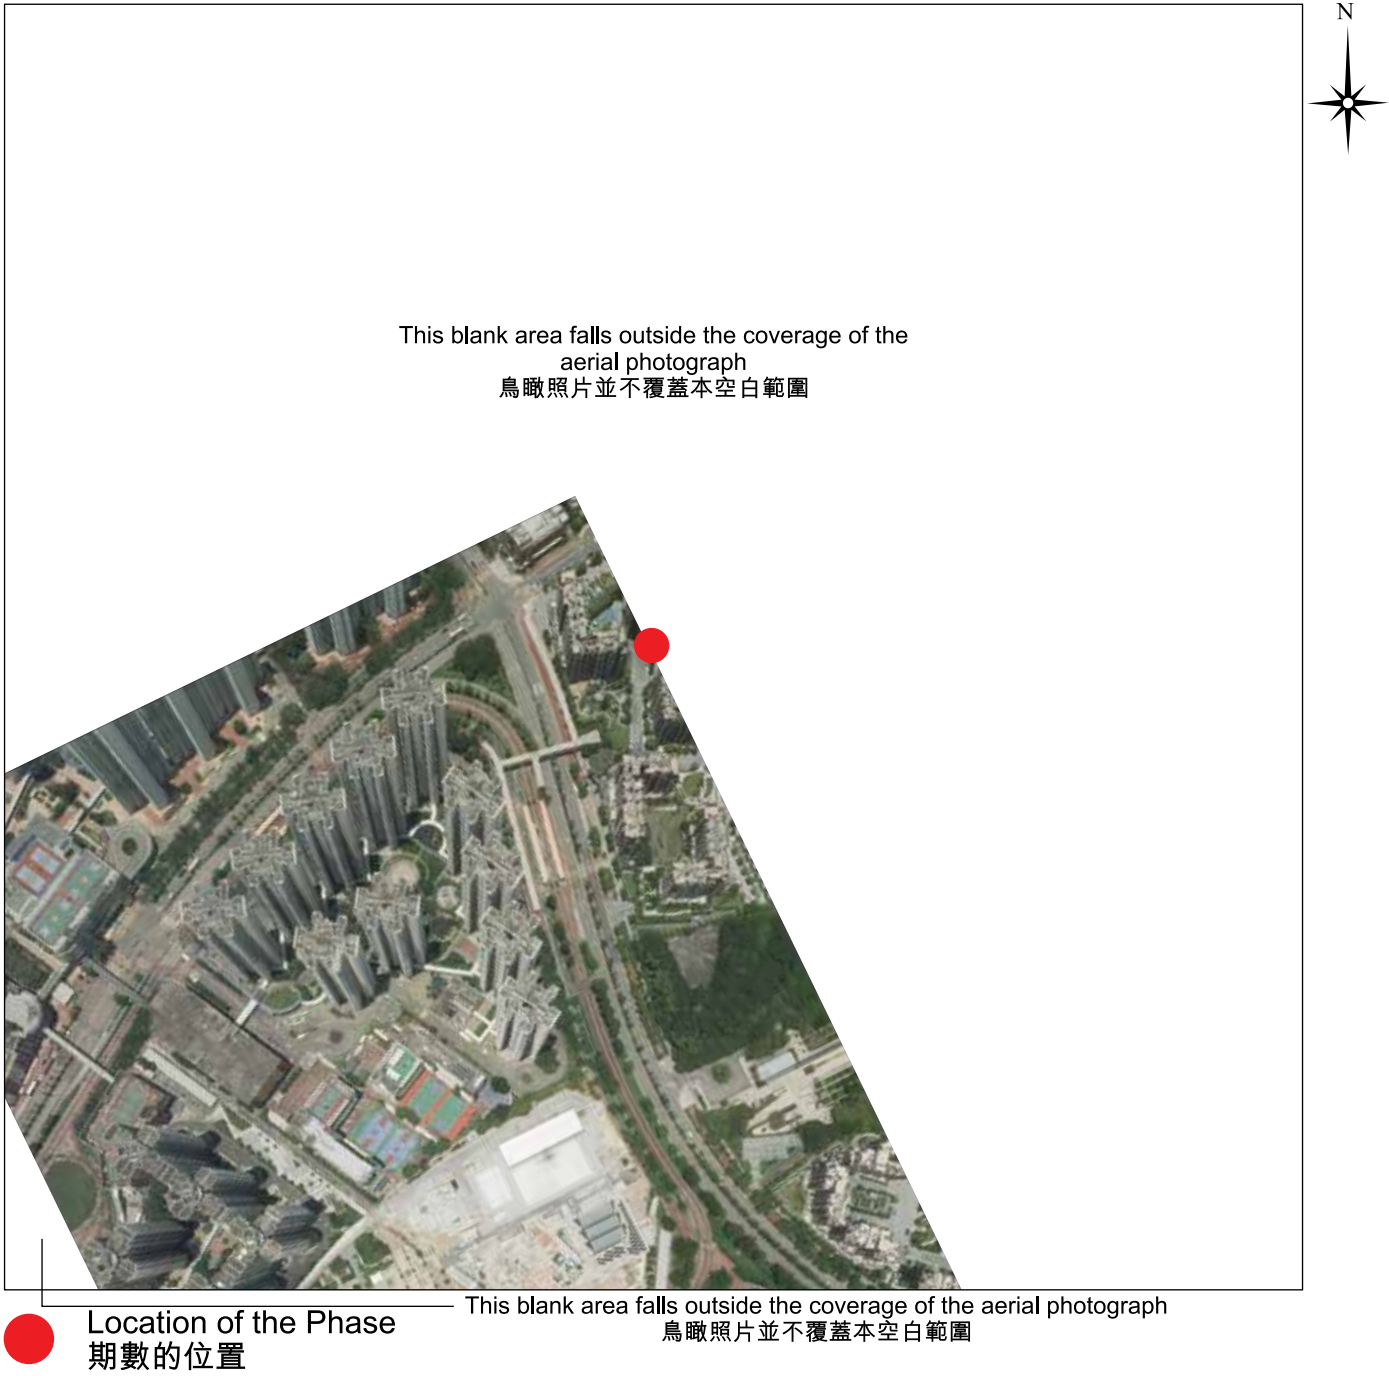 N
This blank area falls outside the coverage of the
aerial photograph
鳥瞰照片並不覆蓋本空白範圍
This blank area falls outside the coverage of the aerial photograph
鳥瞰照片並不覆蓋本空白範圍
Location of the Phase
期數的位置